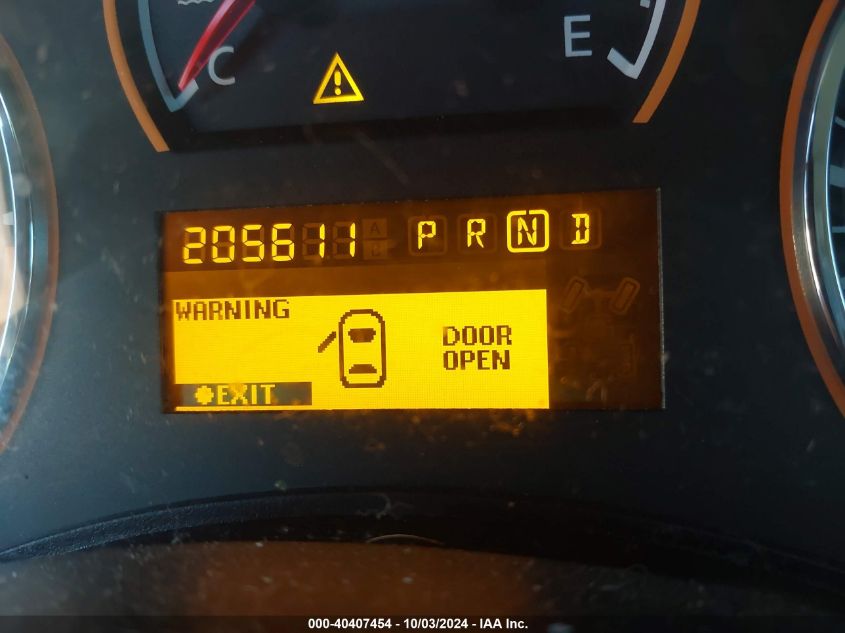 C E
205611 P R N D
WARNING
DOOR
OPEN
EXIT
000-40407454 - 10/03/2024 - IAA Inc.